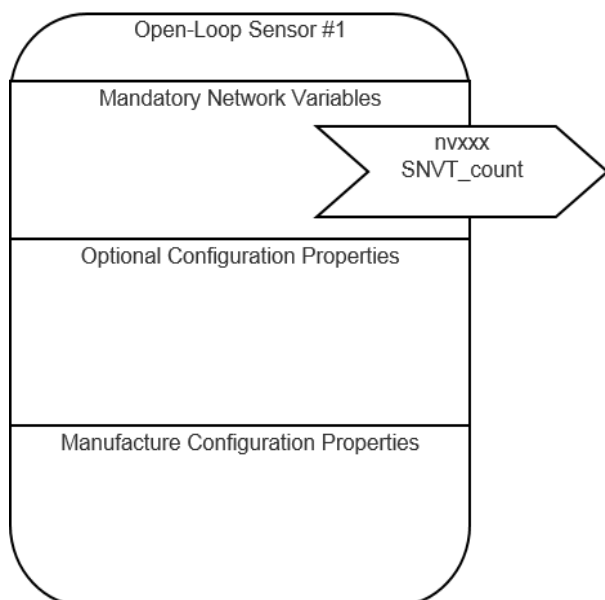 Open-Loop Sensor #1
Mandatory Network Variables
nvxxx
SNVT_count
Optional Configuration Properties
Manufacture Configuration Properties